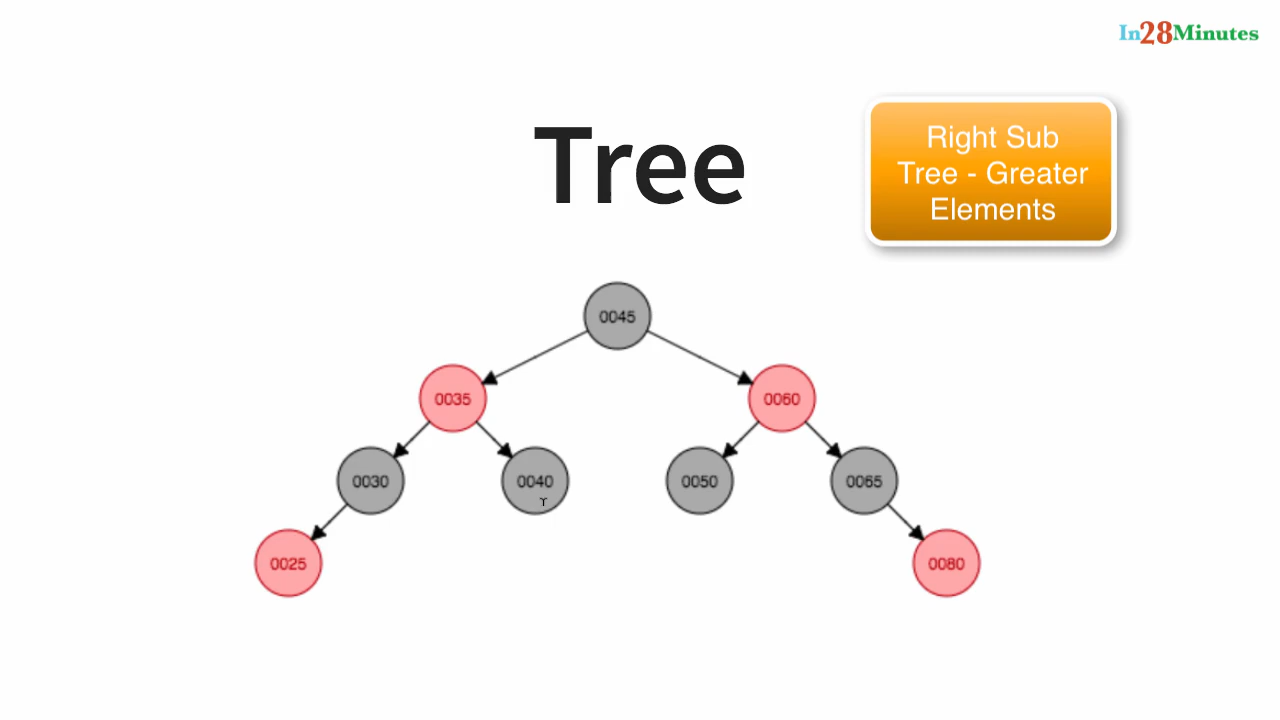 In28Minutes
Tree
Right Sub
Tree - Greater
Elements
0045
0035
0060
0030
0040
0050
0065
0025
0080